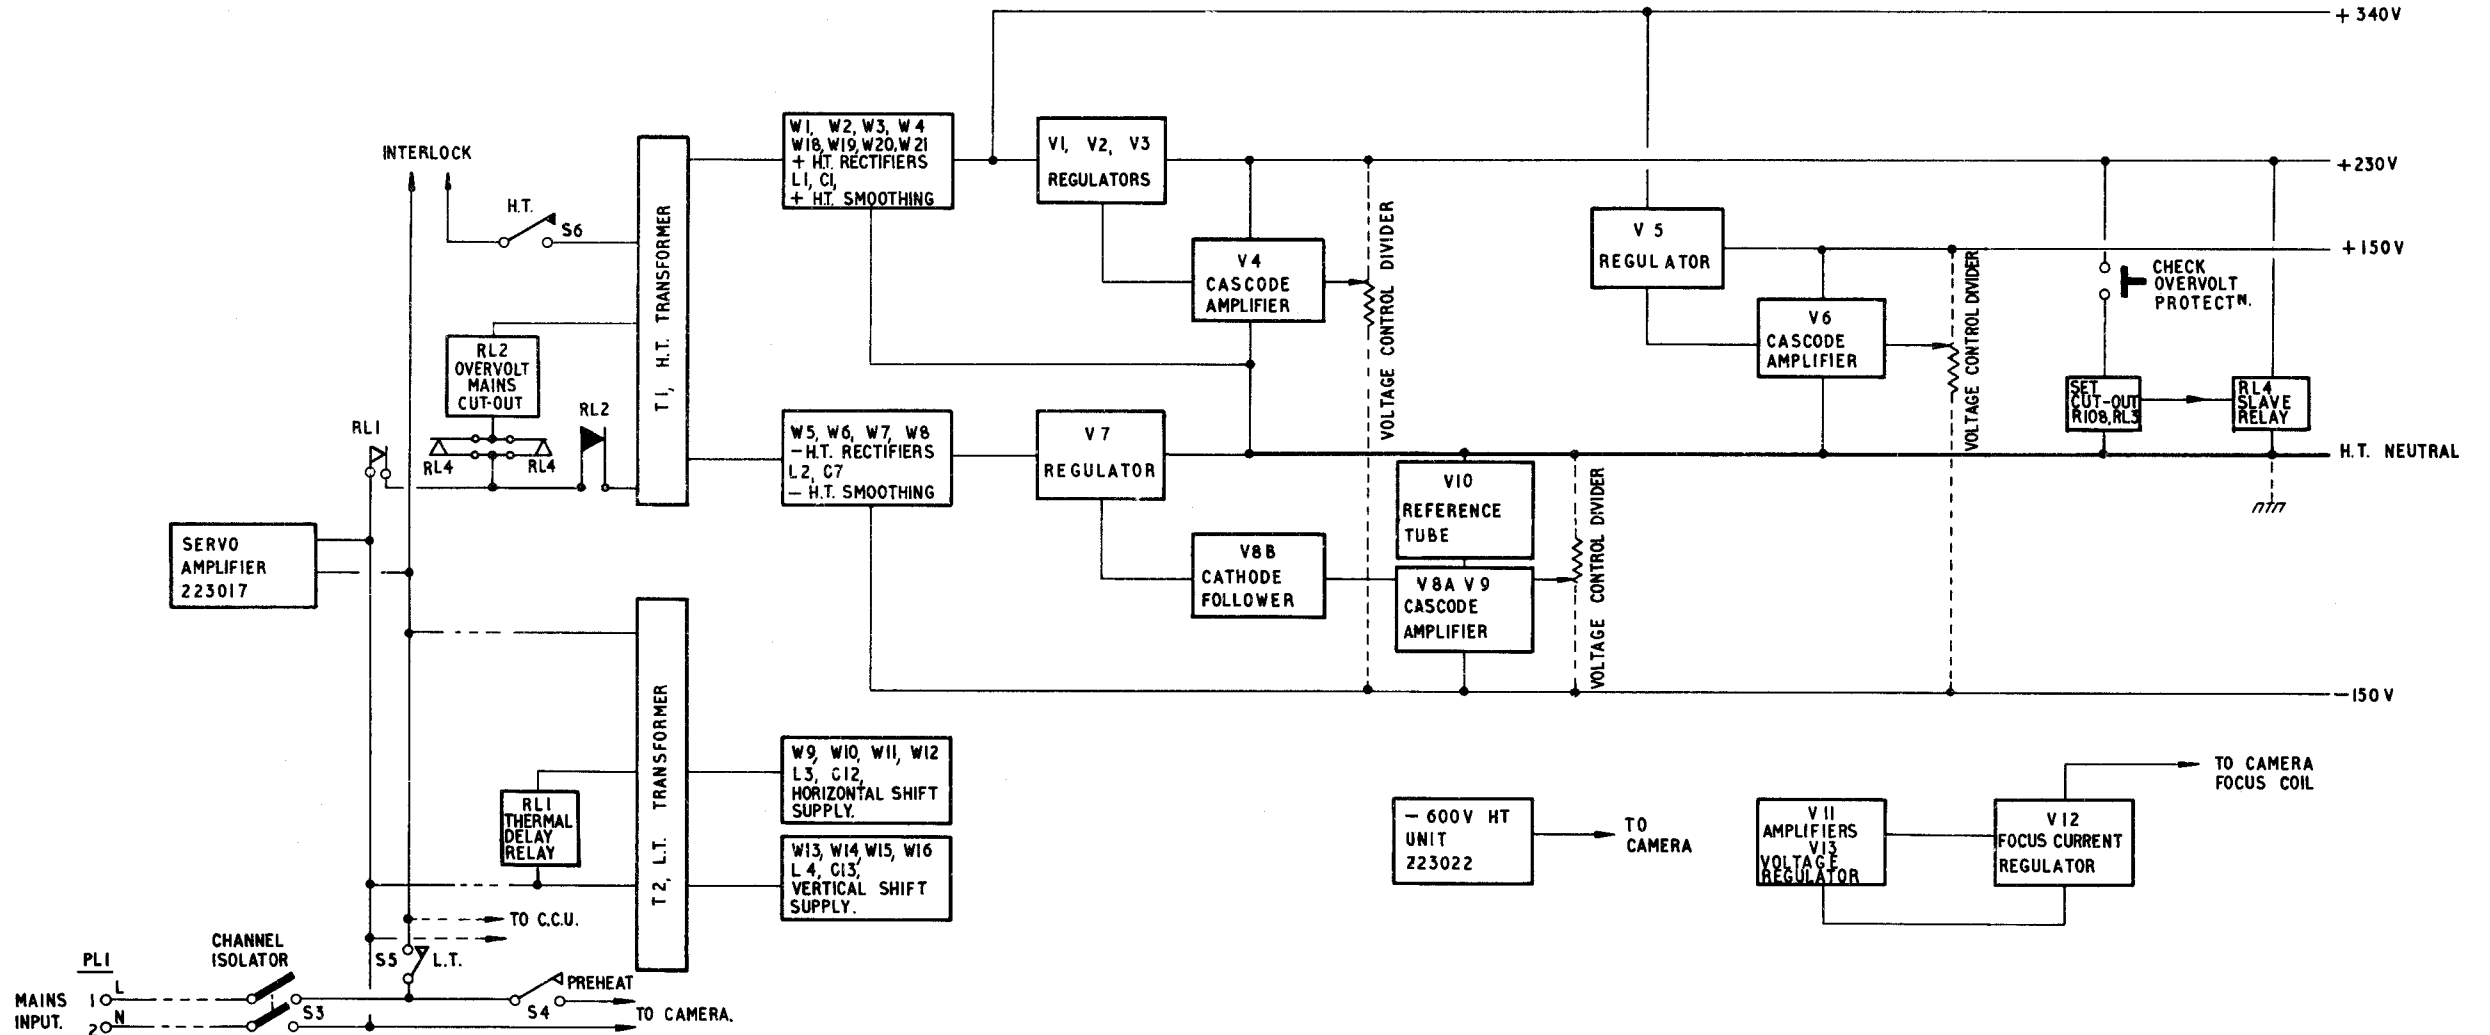 + 340V
W1, W2, W3, W4
W18, W19, W20, W21
+ H.T. RECTIFIERS
L1, C1,
+ H.T. SMOOTHING
V1, V2, V3
REGULATORS
+230V
INTERLOCK
H.T.
S6
T1, H.T. TRANSFORMER
V4
CASCODE
AMPLIFIER
VOLTAGE CONTROL DIVIDER
V 5
REGULATOR
+150V
V6
CASCODE
AMPLIFIER
VOLTAGE CONTROL DIVIDER
CHECK
OVERVOLT
PROTECTN.
RL2
OVERVOLT
MAINS
CUT-OUT
RL2
RL1
RL4
RL4
SET
CUT-OUT
R108, RL3
RL4
SLAVE
RELAY
H.T. NEUTRAL
W5, W6, W7, W8
-H.T. RECTIFIERS
L2, C7
- H.T. SMOOTHING
V 7
REGULATOR
V10
REFERENCE
TUBE
VOLTAGE CONTROL DIVIDER
SERVO
AMPLIFIER
223017
V8B
CATHODE
FOLLOWER
V8A V9
CASCODE
AMPLIFIER
-150V
T2, L.T. TRANSFORMER
W9, W10, W11, W12
L3, C12,
HORIZONTAL SHIFT
SUPPLY.
RL1
THERMAL
DELAY
RELAY
W13, W14, W15, W16
L4, C13,
VERTICAL SHIFT
SUPPLY.
- 600V HT
UNIT
223022
TO
CAMERA
V11
AMPLIFIERS
V13
VOLTAGE
REGULATOR
V12
FOCUS CURRENT
REGULATOR
TO CAMERA
FOCUS COIL
TO C.C.U.
CHANNEL
ISOLATOR
S5
L.T.
PL1
MAINS
INPUT.
1
L
2
N
S3
PREHEAT
S4
TO CAMERA.